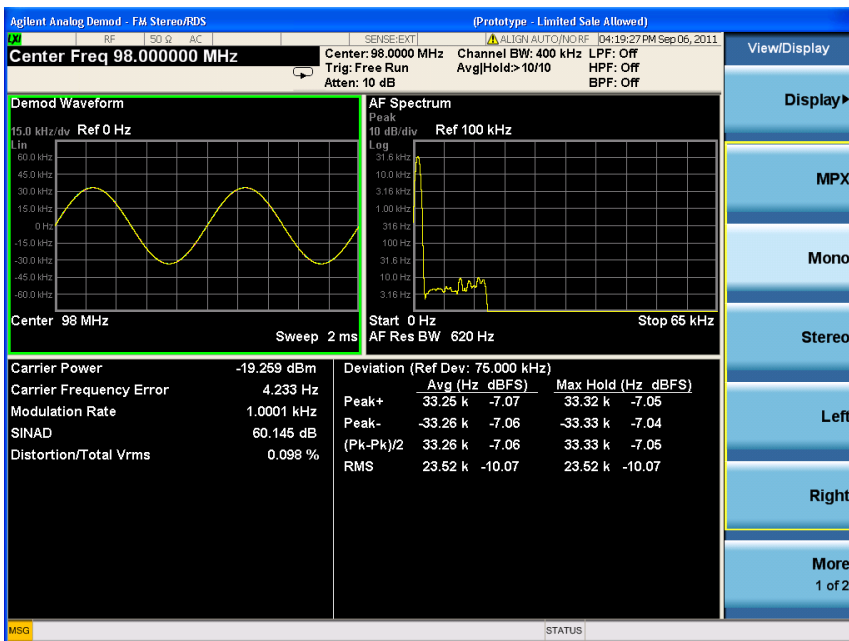 Agilent Analog Demod - FM Stereo/RDS (Prototype - Limited Sale Allowed)
LXI RF 50 Ω AC SENSE:EXT ALIGN AUTO/NO RF 04:19:27 PM Sep 06, 2011
Center Freq 98.000000 MHz
Center: 98.0000 MHz Channel BW: 400 kHz LPF: Off
Trig: Free Run Avg|Hold:> 10/10 HPF: Off
Atten: 10 dB BPF: Off
Demod Waveform
15.0 kHz/dv Ref 0 Hz
Lin
60.0 kHz
45.0 kHz
30.0 kHz
15.0 kHz
0 Hz
-15.0 kHz
-30.0 kHz
-45.0 kHz
-60.0 kHz
Center 98 MHz
Sweep 2 ms
AF Spectrum
Peak
10 dB/div Ref 100 kHz
Log
31.6 kHz
10.0 kHz
3.16 kHz
1.00 kHz
316 Hz
100 Hz
31.6 Hz
10.0 Hz
3.16 Hz
Start 0 Hz Stop 65 kHz
AF Res BW 620 Hz
Carrier Power -19.259 dBm
Carrier Frequency Error 4.233 Hz
Modulation Rate 1.0001 kHz
SINAD 60.145 dB
Distortion/Total Vrms 0.098 %
Deviation (Ref Dev: 75.000 kHz)
Avg (Hz dBFS) Max Hold (Hz dBFS)
Peak+ 33.25 k -7.07 33.32 k -7.05
Peak- -33.26 k -7.06 -33.33 k -7.04
(Pk-Pk)/2 33.26 k -7.06 33.33 k -7.05
RMS 23.52 k -10.07 23.52 k -10.07
View/Display
Display
MPX
Mono
Stereo
Left
Right
More
1 of 2
MSG STATUS